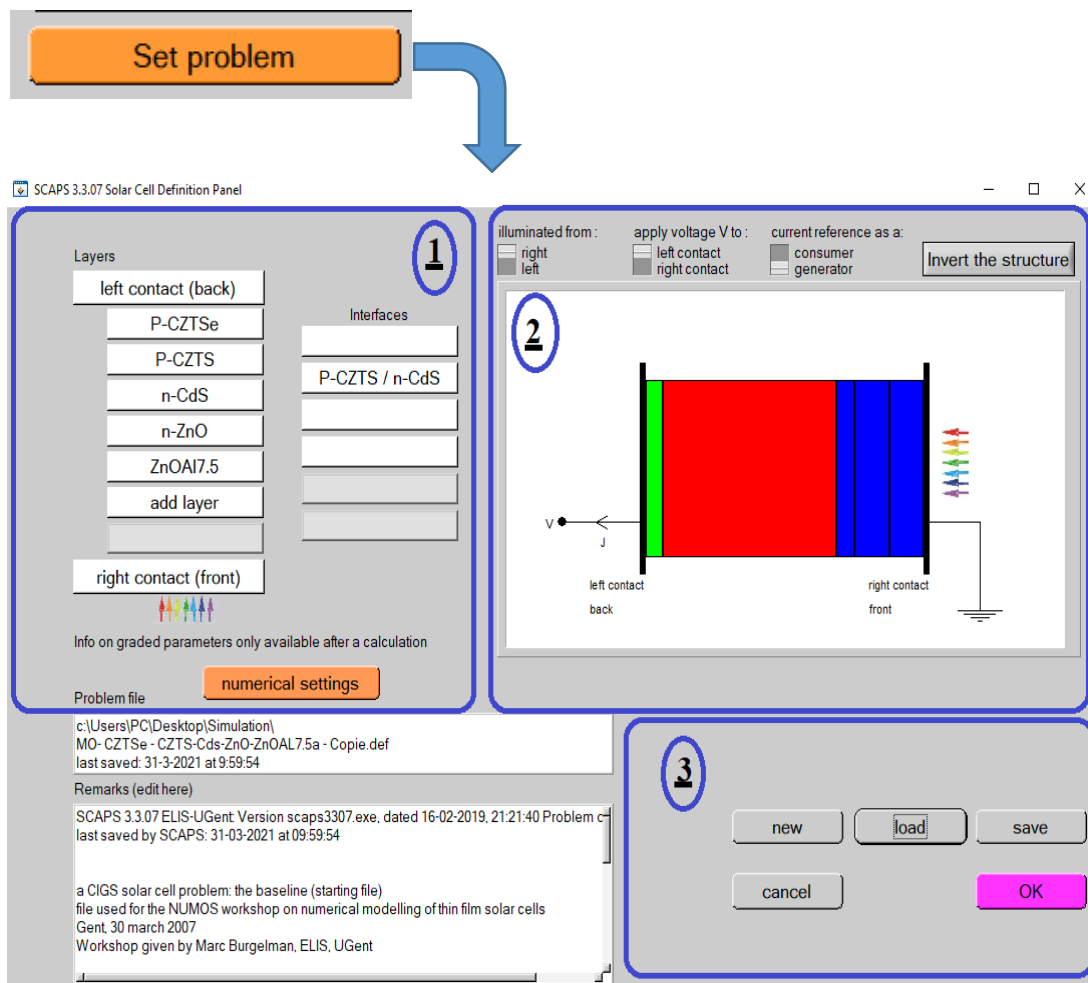 Set problem
SCAPS 3.3.07 Solar Cell Definition Panel
1
Layers
left contact (back)
P-CZTSe
P-CZTS
n-CdS
n-ZnO
ZnOAl7.5
add layer
right contact (front)
Interfaces
P-CZTS / n-CdS
Info on graded parameters only available after a calculation
numerical settings
illuminated from :
right
left
apply voltage V to :
left contact
right contact
current reference as a:
consumer
generator
Invert the structure
2
V
J
left contact
back
right contact
front
Problem file
c:\Users\PC\Desktop\Simulation\
MO- CZTSe - CZTS-Cds-ZnO-ZnOAL7.5a - Copie.def
last saved: 31-3-2021 at 9:59:54
Remarks (edit here)
SCAPS 3.3.07 ELIS-UGent: Version scaps3307.exe, dated 16-02-2019, 21:21:40 Problem
last saved by SCAPS: 31-03-2021 at 09:59:54
a CIGS solar cell problem: the baseline (starting file)
file used for the NUMOS workshop on numerical modelling of thin film solar cells
Gent, 30 march 2007
Workshop given by Marc Burgelman, ELIS, UGent
3
new
load
save
cancel
OK